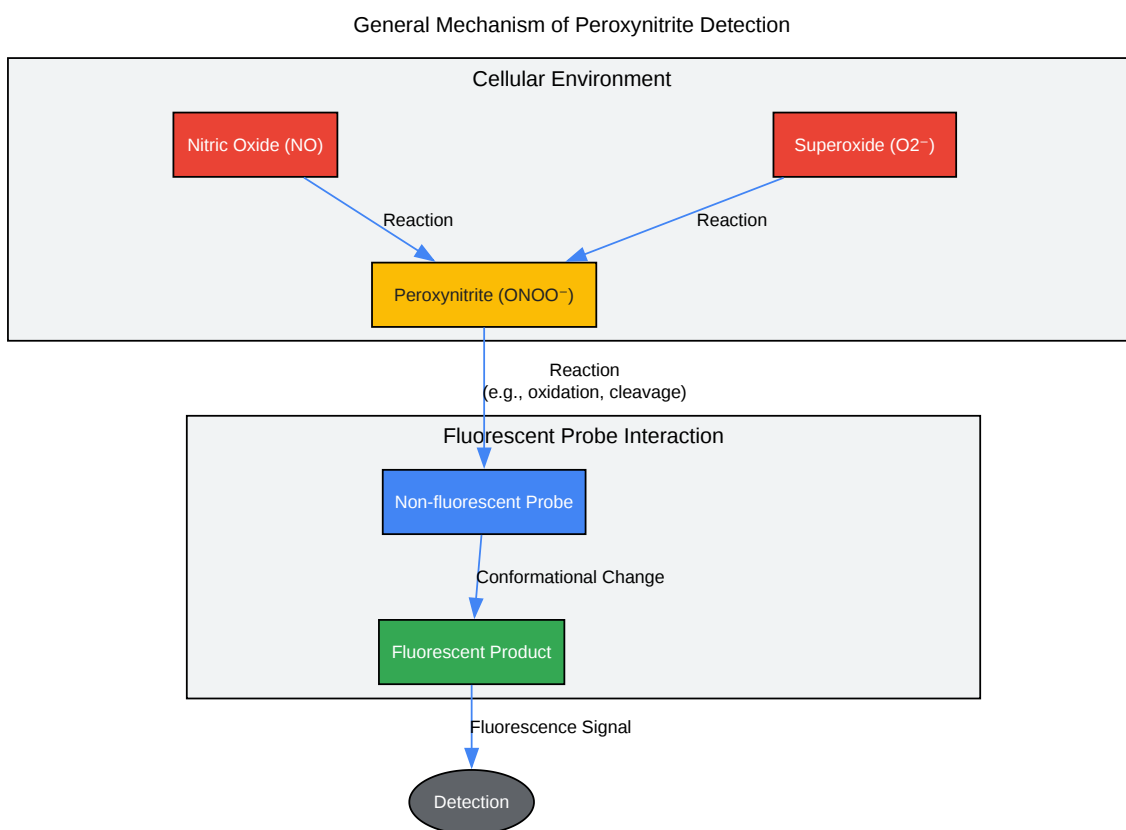 General Mechanism of Peroxynitrite Detection
Cellular Environment
Nitric Oxide (NO)
Superoxide (O2⁻)
Reaction
Reaction
Peroxynitrite (ONOO⁻)
Reaction
(e.g., oxidation, cleavage)
Fluorescent Probe Interaction
Non-fluorescent Probe
Conformational Change
Fluorescent Product
Fluorescence Signal
Detection